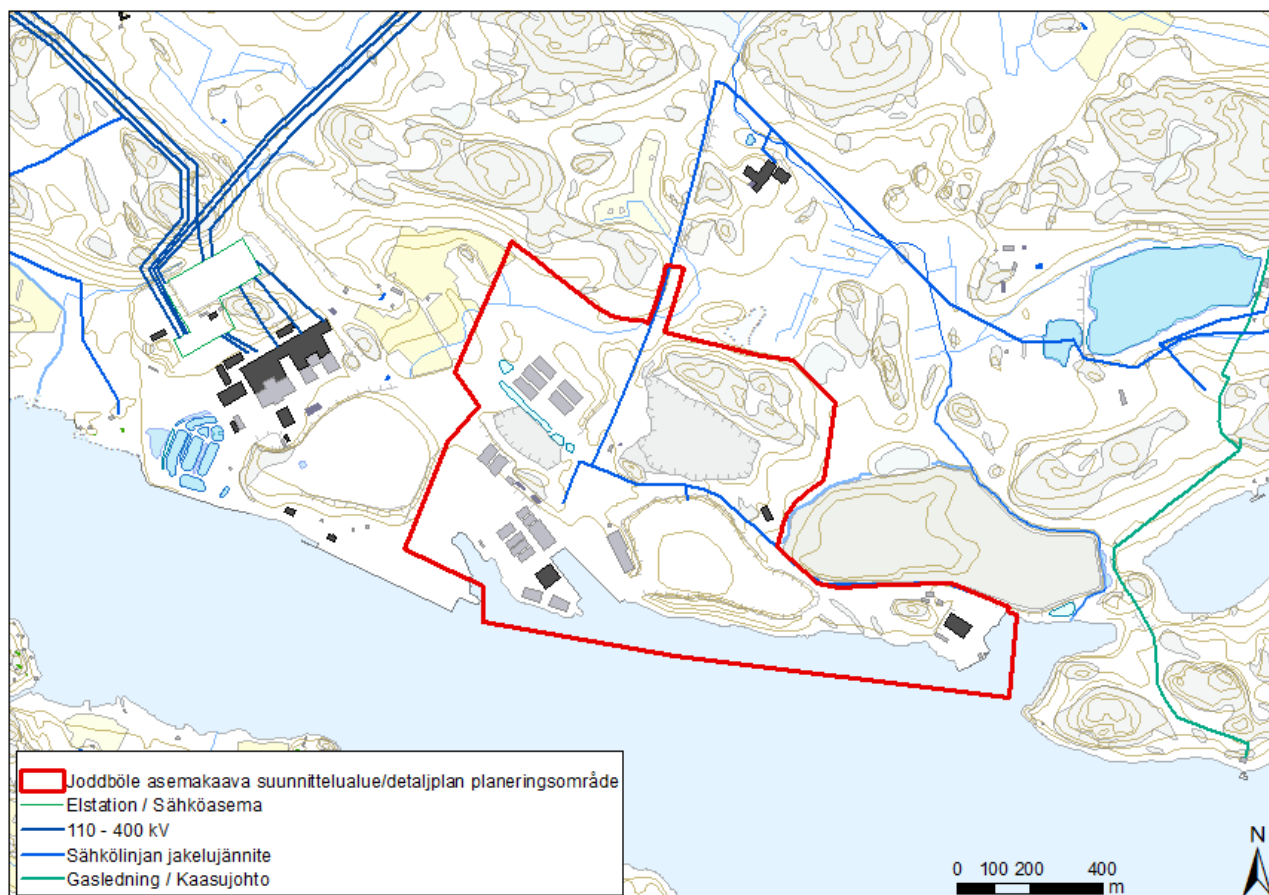 Joddböle asemakaava suunnittelualue/detaljplan planeringsområde
Elstation / Sähköasema
110 - 400 kV
Sähkölinjan jakelujännite
Gasledning / Kaasujohto
N
0 100 200 400
m